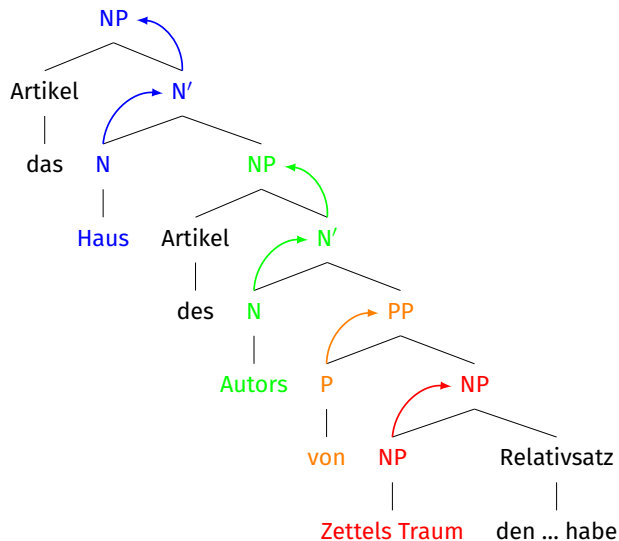 NP
Artikel N′
das N NP
Haus Artikel N′
des N PP
Autors P NP
von NP Relativsatz
Zettels Traum den ... habe